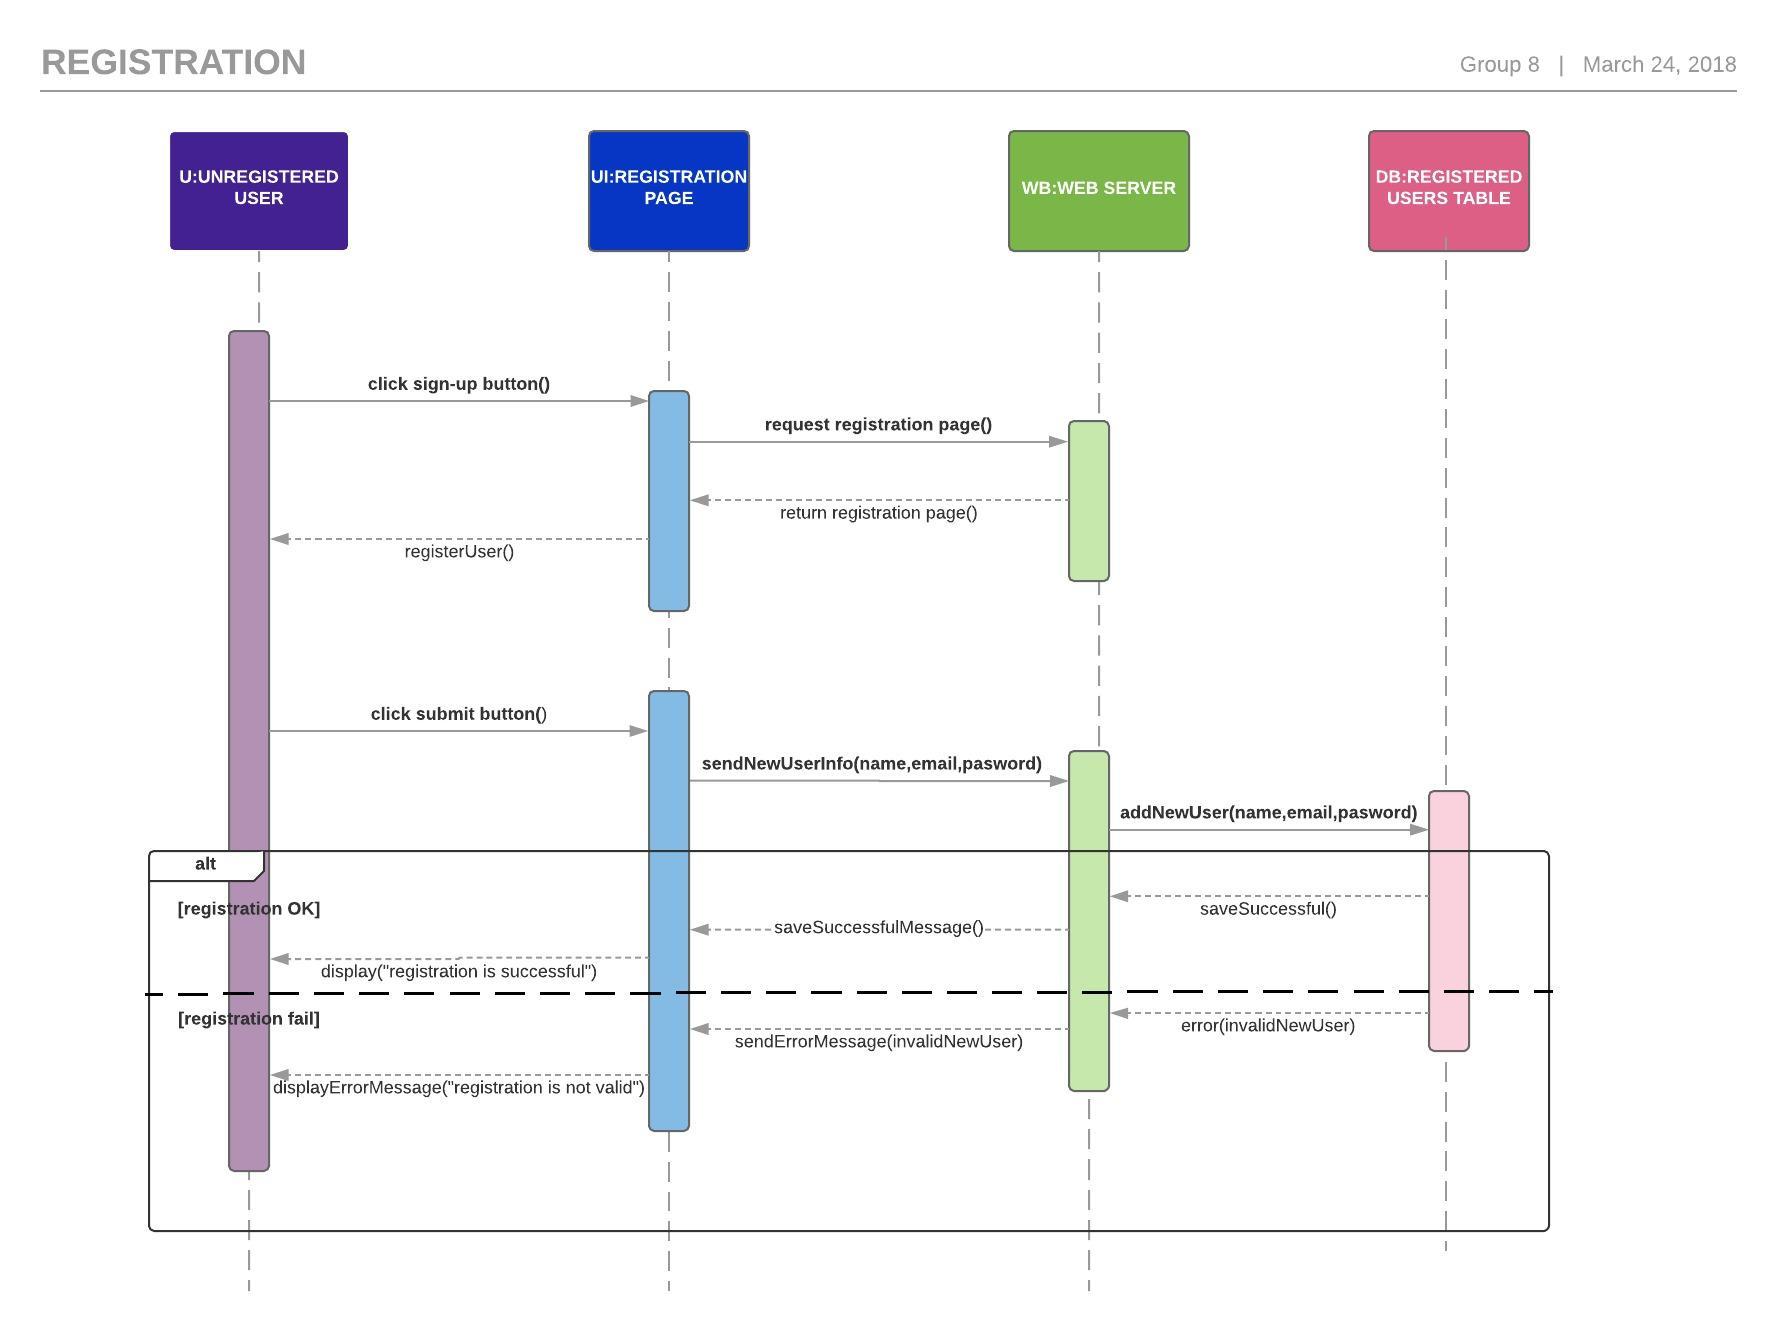 REGISTRATION
Group 8 | March 24, 2018
U:UNREGISTERED
USER
UI:REGISTRATION
PAGE
WB:WEB SERVER
DB:REGISTERED
USERS TABLE
click sign-up button()
request registration page()
return registration page()
registerUser()
click submit button()
sendNewUserInfo(name,email,pasword)
addNewUser(name,email,pasword)
alt
[registration OK]
saveSuccessful()
saveSuccessfulMessage()
display("registration is successful")
[registration fail]
error(invalidNewUser)
sendErrorMessage(invalidNewUser)
displayErrorMessage("registration is not valid")